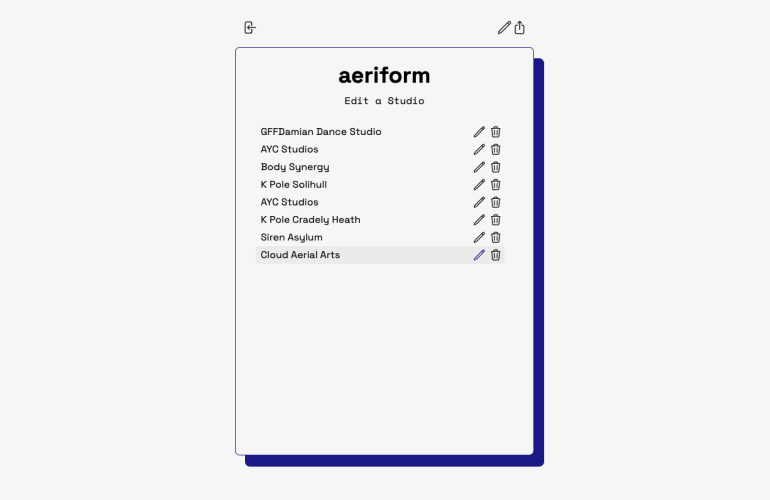 aeriform
Edit a Studio
GFFDamian Dance Studio
AYC Studios
Body Synergy
K Pole Solihull
AYC Studios
K Pole Cradely Heath
Siren Asylum
Cloud Aerial Arts